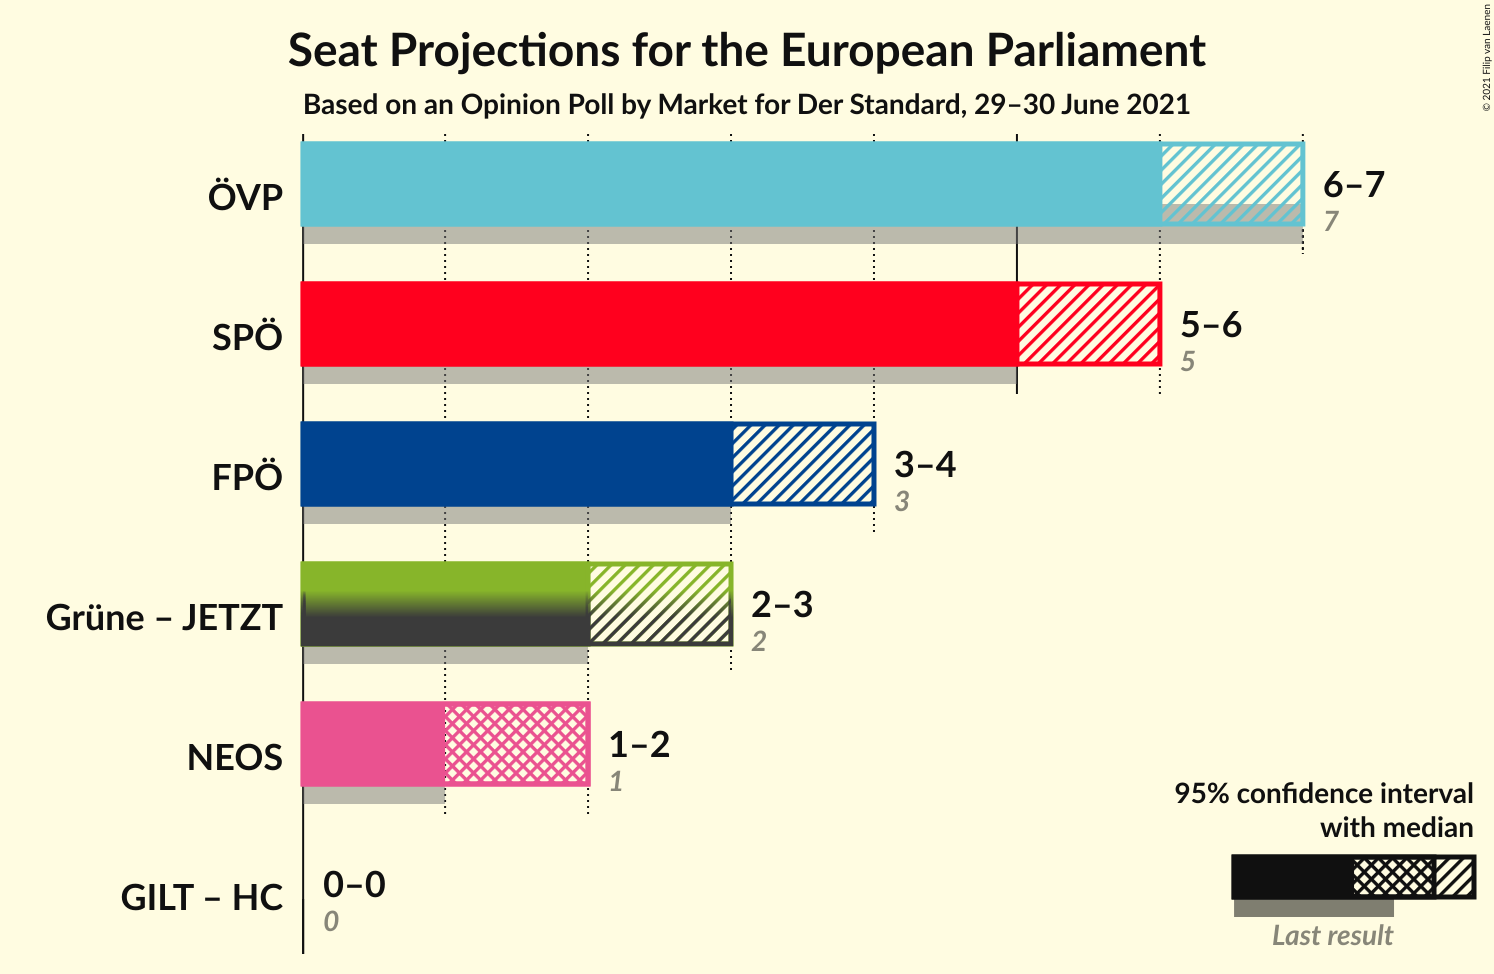 Seat Projections for the European Parliament
Based on an Opinion Poll by Market for Der Standard, 29–30 June 2021
© 2021 Filip van Laenen
ÖVP
6–7
7
SPÖ
5–6
5
FPÖ
3–4
3
Grüne – JETZT
2–3
2
NEOS
1–2
1
GILT – HC
0–0
0
95% confidence interval
with median
Last result